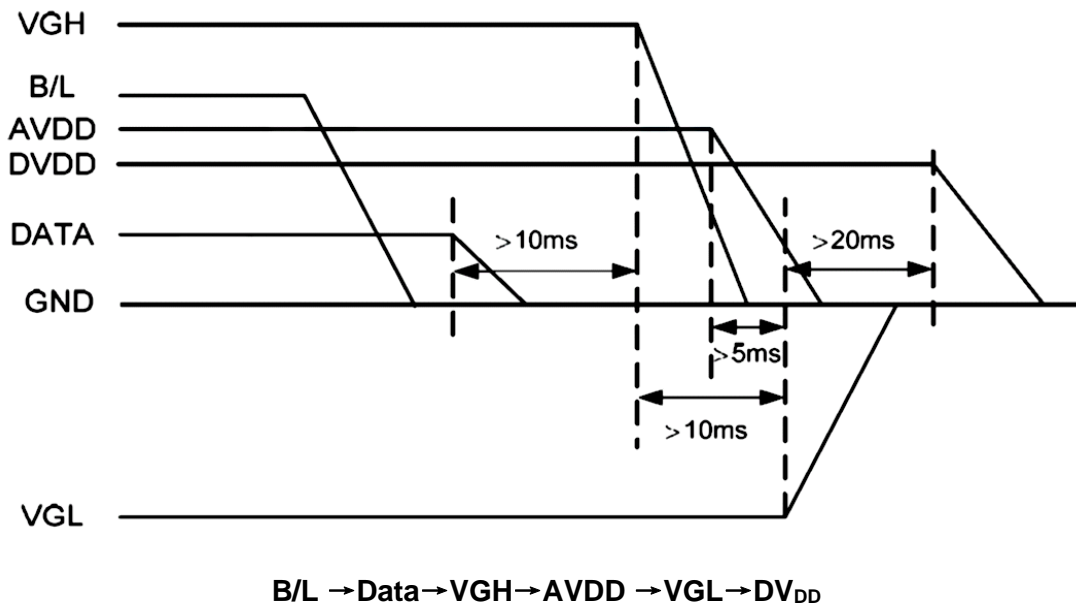 VGH
B/L
AVDD
DVDD
DATA
>10ms
>20ms
GND
>5ms
>10ms
VGL
B/L →Data→VGH→AVDD →VGL→DVDD